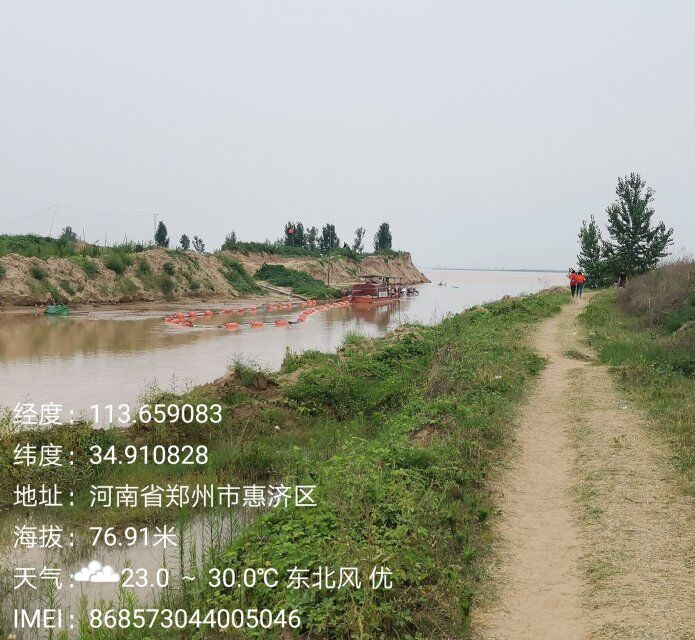 经度：113.659083
纬度：34.910828
地址：河南省郑州市惠济区
海拔：76.91米
天气：23.0 ~ 30.0℃ 东北风 优
IMEI：868573044005046